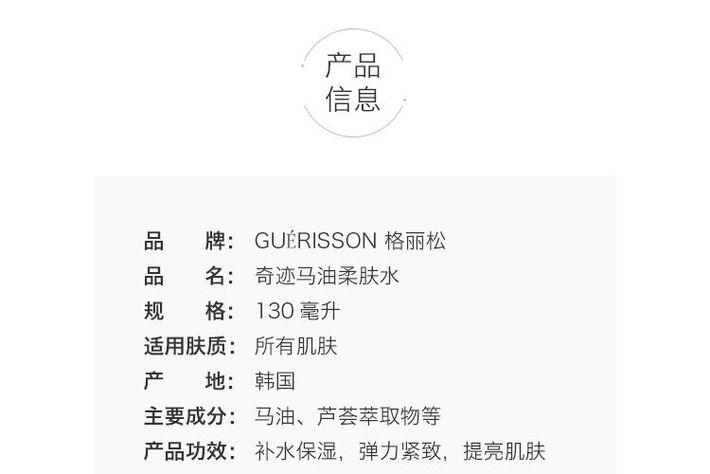 产品
信息
品　　牌： GUÉRISSON 格丽松
品　　名： 奇迹马油柔肤水
规　　格： 130 毫升
适用肤质： 所有肌肤
产　　地： 韩国
主要成分： 马油、芦荟萃取物等
产品功效： 补水保湿，弹力紧致，提亮肌肤